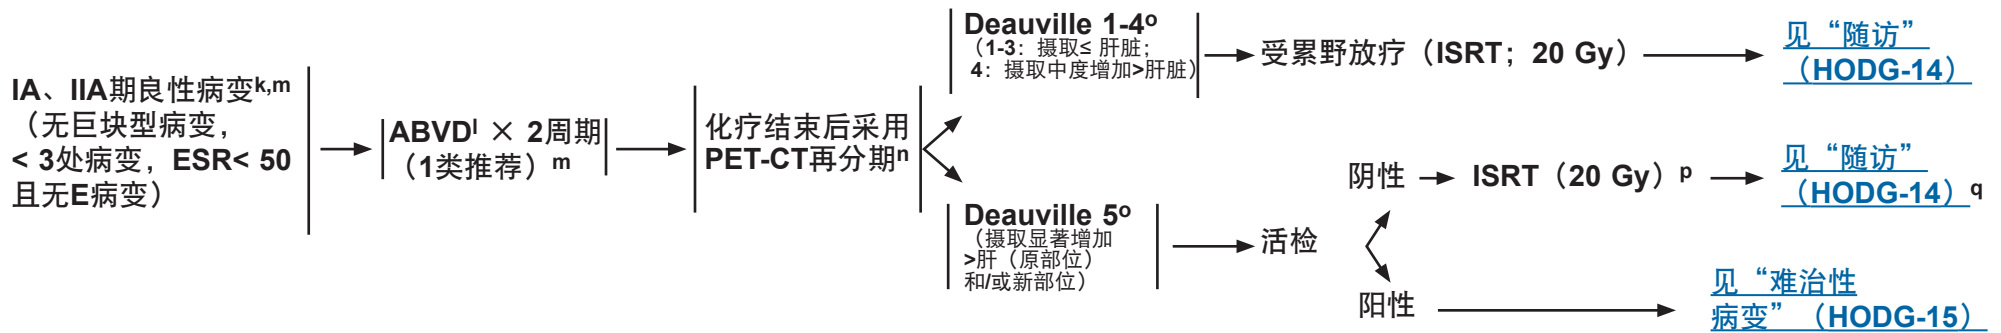 IA、IIA期良性病变k,m
（无巨块型病变，
< 3处病变，ESR< 50
且无E病变）
ABVDl × 2周期
（1类推荐）m
化疗结束后采用
PET-CT再分期n
Deauville 1-4o
（1-3：摄取≤ 肝脏；
4：摄取中度增加>肝脏）
受累野放疗（ISRT；20 Gy）
见“随访”
（HODG-14）
Deauville 5o
（摄取显著增加
>肝（原部位）
和/或新部位）
活检
阴性
ISRT（20 Gy）p
见“随访”
（HODG-14）q
阳性
见“难治性
病变”（HODG-15）